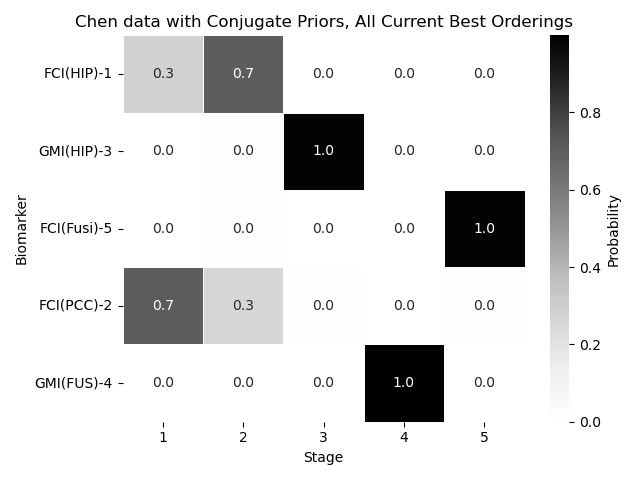 Chen data with Conjugate Priors, All Current Best Orderings
FCI(HIP)-1
0.3 0.7 0.0 0.0 0.0
GMI(HIP)-3
0.0 0.0 1.0 0.0 0.0
FCI(Fusi)-5
0.0 0.0 0.0 0.0 1.0
FCI(PCC)-2
0.7 0.3 0.0 0.0 0.0
GMI(FUS)-4
0.0 0.0 0.0 1.0 0.0
1 2 3 4 5
Stage
Biomarker
0.8
0.6
0.4
0.2
0.0
Probability